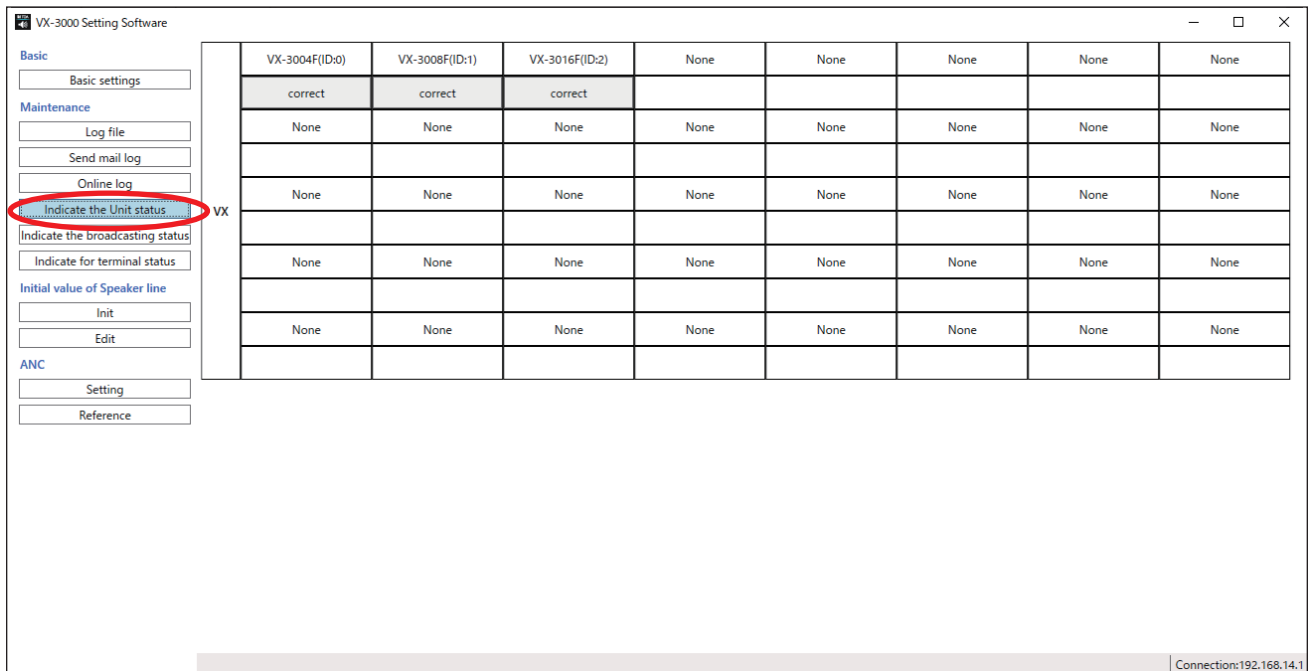 VX-3000 Setting Software
Basic
Basic settings
Maintenance
Log file
Send mail log
Online log
Indicate the Unit status
Indicate the broadcasting status
Indicate for terminal status
Initial value of Speaker line
Init
Edit
ANC
Setting
Reference
VX
VX-3004F(ID:0) VX-3008F(ID:1) VX-3016F(ID:2) None None None None None
correct correct correct
None None None None None None None None
None None None None None None None None
None None None None None None None None
None None None None None None None None
Connection:192.168.14.1